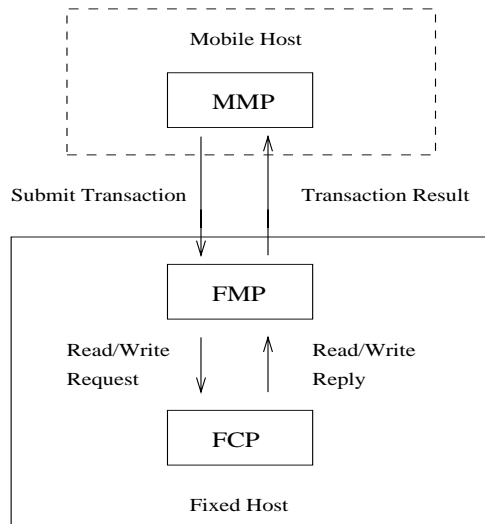 Mobile Host
MMP
Submit Transaction
Transaction Result
FMP
Read/Write
Request
Read/Write
Reply
FCP
Fixed Host